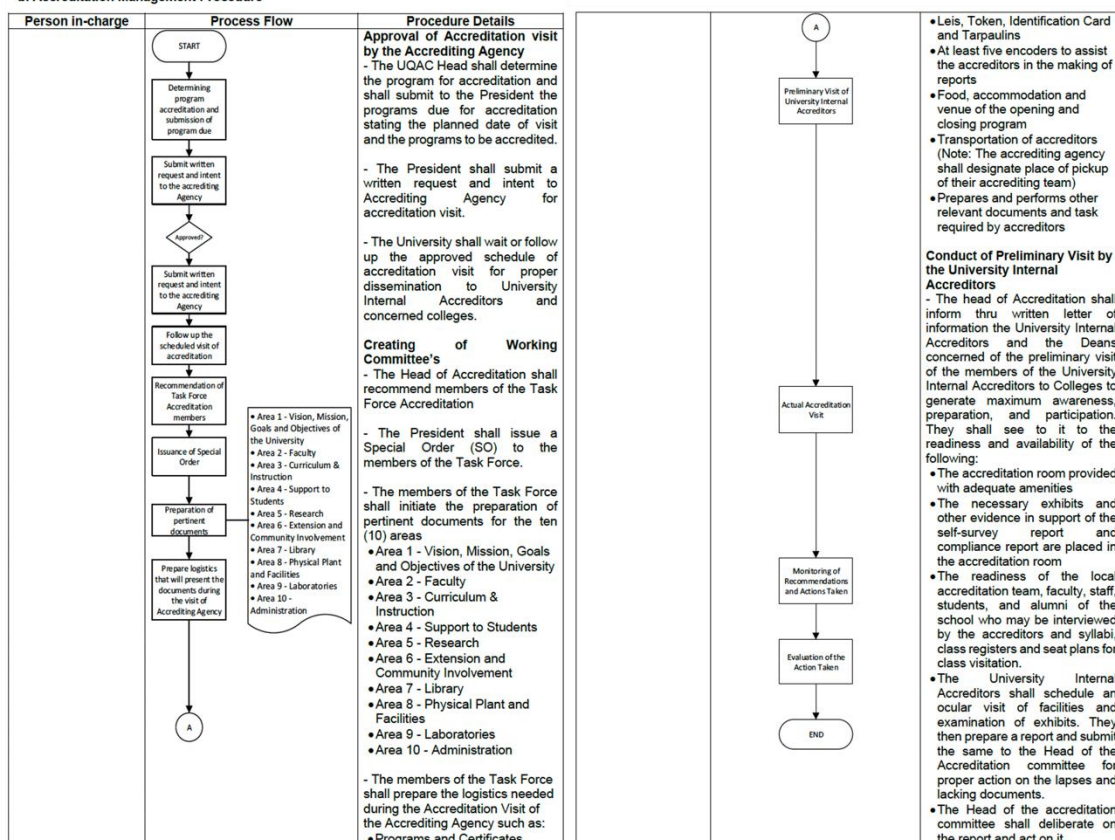 Person in-charge
Process Flow
Procedure Details
START
Determining
program
accreditation and
submission of
program due
Submit written
request and intent
to the accrediting
Agency
Approved?
Submit written
request and intent
to the accrediting
Agency
Follow up the
scheduled visit of
accreditation
Recommendation of
Task Force
Accreditation
members
Issuance of Special
Order
Preparation of
pertinent
documents
Prepare logistics
that will present the
documents during
the visit of
Accrediting Agency
A
• Area 1 - Vision, Mission,
Goals and Objectives of
the University
• Area 2 - Faculty
• Area 3 - Curriculum &
Instruction
• Area 4 - Support to
Students
• Area 5 - Research
• Area 6 - Extension and
Community Involvement
• Area 7 - Library
• Area 8 - Physical Plant
and Facilities
• Area 9 - Laboratories
• Area 10 -
Administration
Approval of Accreditation visit
by the Accrediting Agency
- The UQAC Head shall determine
the program for accreditation and
shall submit to the President the
programs due for accreditation
stating the planned date of visit
and the programs to be accredited.
- The President shall submit a
written request and intent to
Accrediting Agency for
accreditation visit.
- The University shall wait or follow
up the approved schedule of
accreditation visit for proper
dissemination to University
Internal Accreditors and
concerned colleges.
Creating of Working
Committee's
- The Head of Accreditation shall
recommend members of the Task
Force Accreditation
- The President shall issue a
Special Order (SO) to the
members of the Task Force.
- The members of the Task Force
shall initiate the preparation of
pertinent documents for the ten
(10) areas
• Area 1 - Vision, Mission, Goals
and Objectives of the University
• Area 2 - Faculty
• Area 3 - Curriculum &
Instruction
• Area 4 - Support to Students
• Area 5 - Research
• Area 6 - Extension and
Community Involvement
• Area 7 - Library
• Area 8 - Physical Plant and
Facilities
• Area 9 - Laboratories
• Area 10 - Administration
- The members of the Task Force
shall prepare the logistics needed
during the Accreditation Visit of
the Accrediting Agency such as:
• Programs and Certificates
A
Preliminary Visit of
University Internal
Accreditors
Actual Accreditation
Visit
Monitoring of
Recommendations
and Actions Taken
Evaluation of the
Action Taken
END
• Leis, Token, Identification Card
and Tarpaulins
• At least five encoders to assist
the accreditors in the making of
reports
• Food, accommodation and
venue of the opening and
closing program
• Transportation of accreditors
(Note: The accrediting agency
shall designate place of pickup
of their accrediting team)
• Prepares and performs other
relevant documents and task
required by accreditors
Conduct of Preliminary Visit by
the University Internal
Accreditors
- The head of Accreditation shall
inform thru written letter of
information the University Internal
Accreditors and the Deans
concerned of the preliminary visit
of the members of the University
Internal Accreditors to Colleges to
generate maximum awareness,
preparation, and participation.
They shall see to it to the
readiness and availability of the
following:
• The accreditation room provided
with adequate amenities
• The necessary exhibits and
other evidence in support of the
self-survey report and
compliance report are placed in
the accreditation room
• The readiness of the local
accreditation team, faculty, staff,
students, and alumni of the
school who may be interviewed
by the accreditors and syllabi,
class registers and seat plans for
class visitation.
• The University Internal
Accreditors shall schedule an
ocular visit of facilities and
examination of exhibits. They
then prepare a report and submit
the same to the Head of the
Accreditation committee for
proper action on the lapses and
lacking documents.
• The Head of the accreditation
committee shall deliberate on
the report and act on it